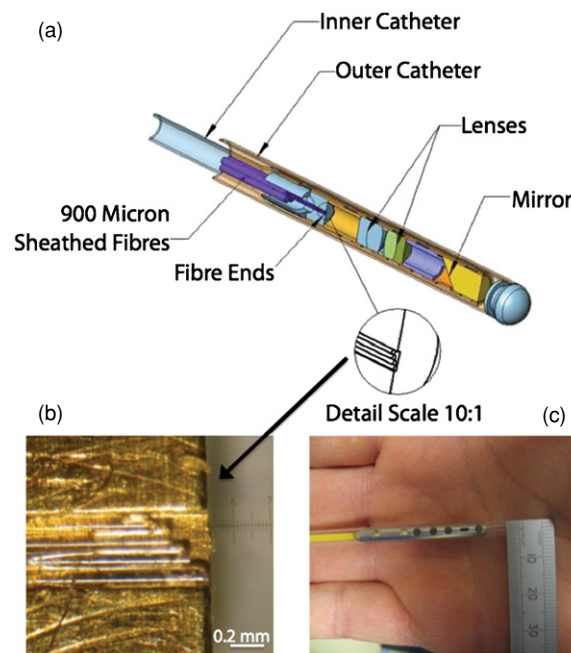 (a)
Inner Catheter
Outer Catheter
Lenses
Mirror
900 Micron
Sheathed Fibres
Fibre Ends
Detail Scale 10:1
(b)
(c)
0.2 mm
10
20
30